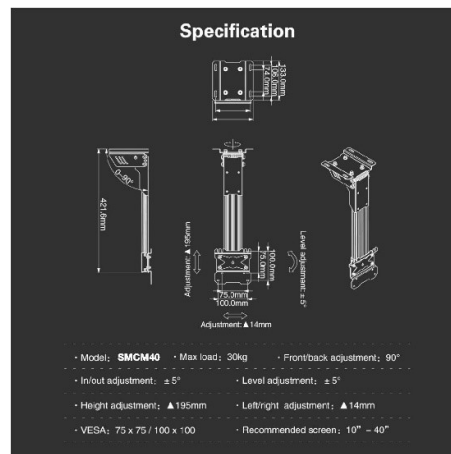 Specification
74.0mm
106.0mm
133.0mm
0-90°
421.6mm
Adjustment:▲195mm
75.0mm
100.0mm
Level adjustment: ± 5°
75.0mm
100.0mm
Adjustment:▲14mm
· Model: SMCM40 · Max load: 30kg · Front/back adjustment: 90°
· In/out adjustment: ± 5° · Level adjustment: ± 5°
· Height adjustment: ▲195mm · Left/right adjustment: ▲14mm
· VESA: 75 x 75 / 100 x 100 · Recommended screen: 10" – 40"